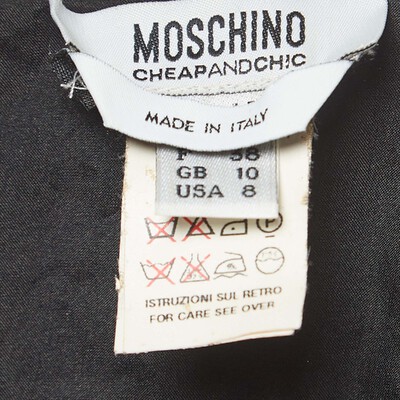 MOSCHINO
CHEAPANDCHIC
MADE IN ITALY
F 38
GB 10
USA 8
P
ISTRUZIONI SUL RETRO
FOR CARE SEE OVER